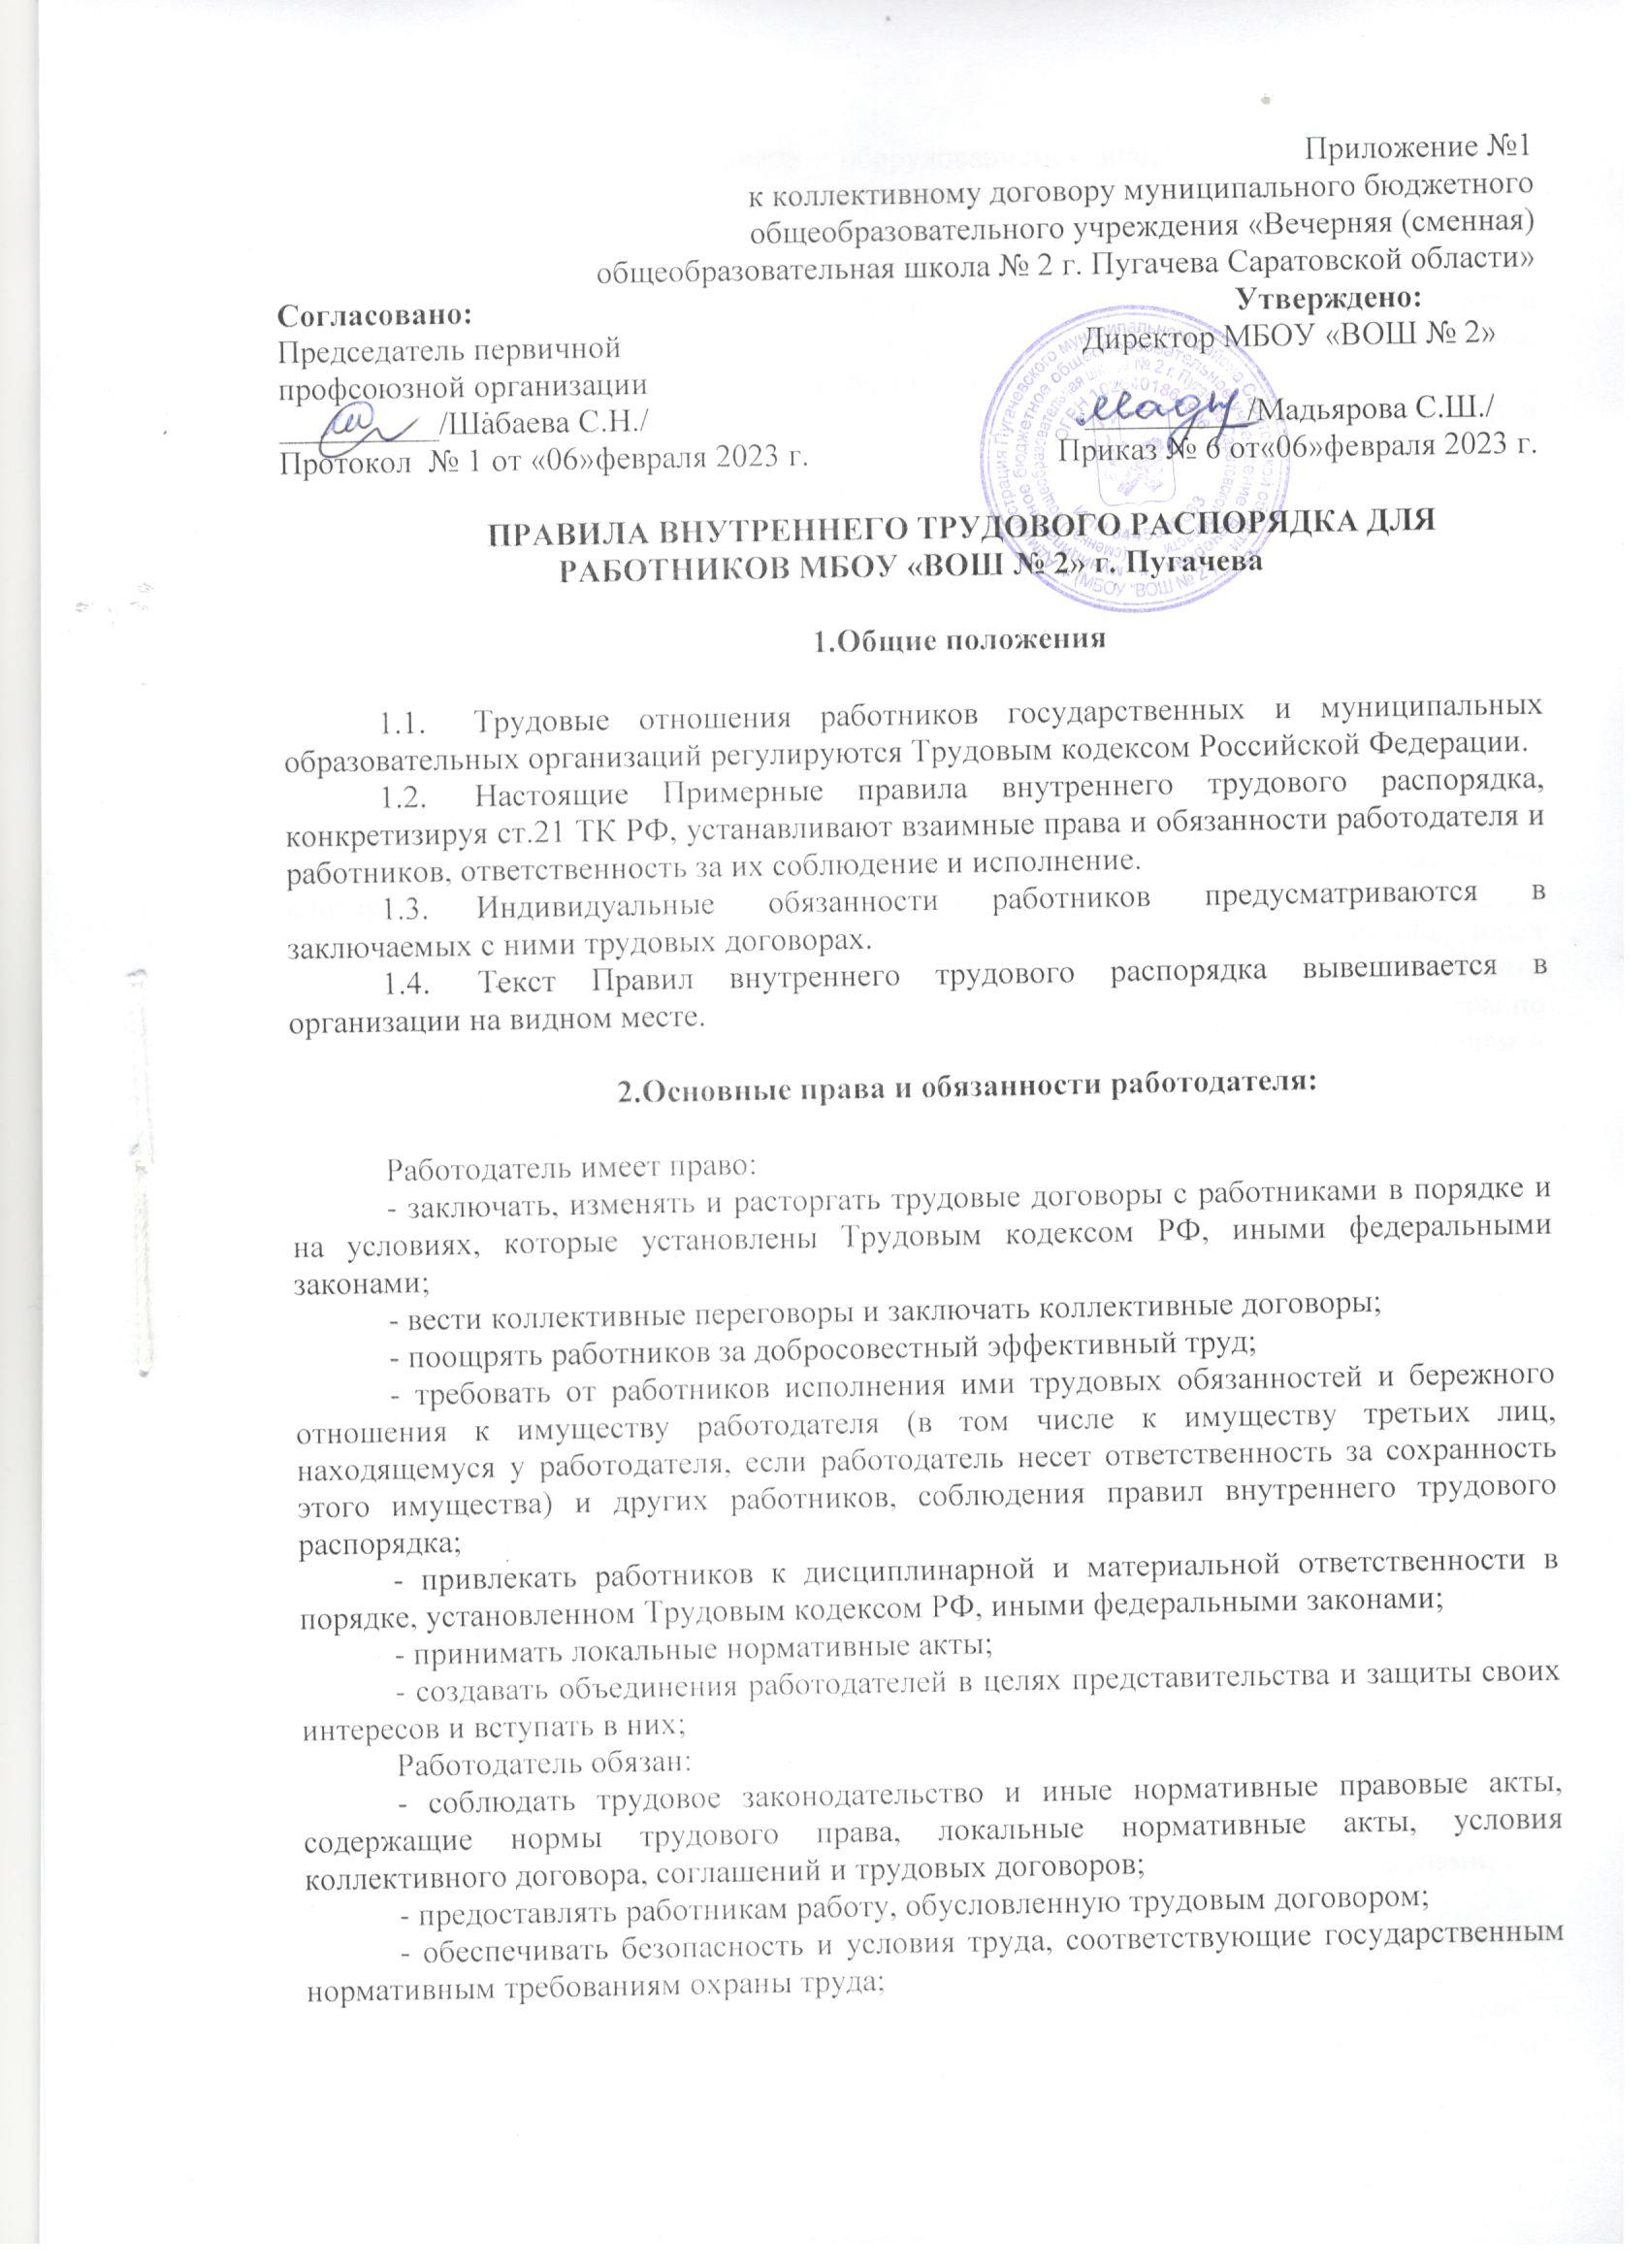 Приложение №1
к коллективному договору муниципального бюджетного
общеобразовательного учреждения «Вечерняя (сменная)
общеобразовательная школа № 2 г. Пугачева Саратовской области»
Согласовано:
Председатель первичной
профсоюзной организации
/Шабаева С.Н./
Протокол № 1 от «06»февраля 2023 г.
Утверждено:
Директор МБОУ «ВОШ № 2»
/Мадьярова С.Ш./
Приказ № 6 от«06»февраля 2023 г.
ПРАВИЛА ВНУТРЕННЕГО ТРУДОВОГО РАСПОРЯДКА ДЛЯ
РАБОТНИКОВ МБОУ «ВОШ № 2» г. Пугачева
1.Общие положения
1.1. Трудовые отношения работников государственных и муниципальных
образовательных организаций регулируются Трудовым кодексом Российской Федерации.
1.2. Настоящие Примерные правила внутреннего трудового распорядка,
конкретизируя ст.21 ТК РФ, устанавливают взаимные права и обязанности работодателя и
работников, ответственность за их соблюдение и исполнение.
1.3. Индивидуальные обязанности работников предусматриваются в
заключаемых с ними трудовых договорах.
1.4. Текст Правил внутреннего трудового распорядка вывешивается в
организации на видном месте.
2.Основные права и обязанности работодателя:
Работодатель имеет право:
- заключать, изменять и расторгать трудовые договоры с работниками в порядке и
на условиях, которые установлены Трудовым кодексом РФ, иными федеральными
законами;
- вести коллективные переговоры и заключать коллективные договоры;
- поощрять работников за добросовестный эффективный труд;
- требовать от работников исполнения ими трудовых обязанностей и бережного
отношения к имуществу работодателя (в том числе к имуществу третьих лиц,
находящемуся у работодателя, если работодатель несет ответственность за сохранность
этого имущества) и других работников, соблюдения правил внутреннего трудового
распорядка;
- привлекать работников к дисциплинарной и материальной ответственности в
порядке, установленном Трудовым кодексом РФ, иными федеральными законами;
- принимать локальные нормативные акты;
- создавать объединения работодателей в целях представительства и защиты своих
интересов и вступать в них;
Работодатель обязан:
- соблюдать трудовое законодательство и иные нормативные правовые акты,
содержащие нормы трудового права, локальные нормативные акты, условия
коллективного договора, соглашений и трудовых договоров;
- предоставлять работникам работу, обусловленную трудовым договором;
- обеспечивать безопасность и условия труда, соответствующие государственным
нормативным требованиям охраны труда;